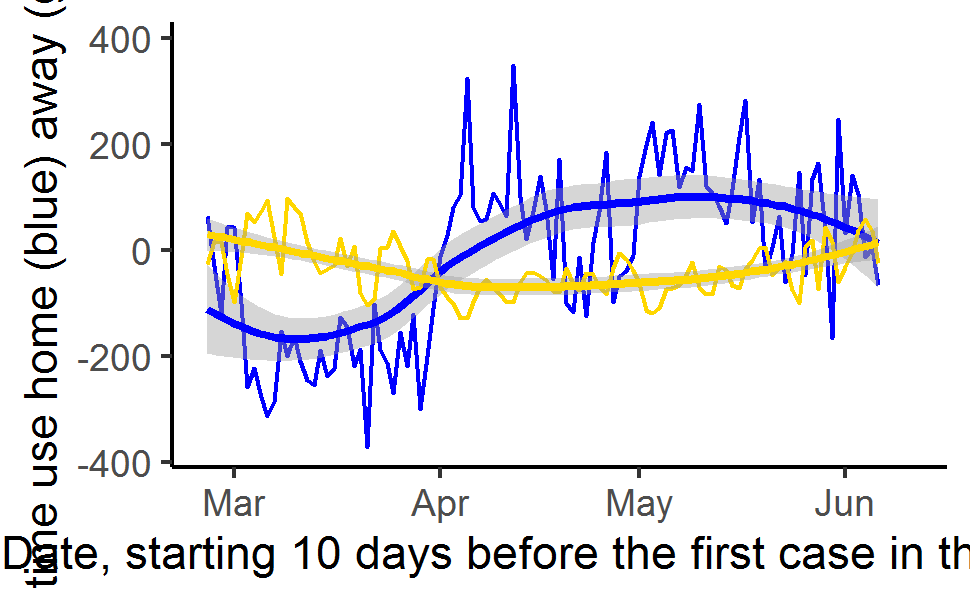 time use home (blue) away (
400
200
0
-200
-400
Mar Apr May Jun
Date, starting 10 days before the first case in th